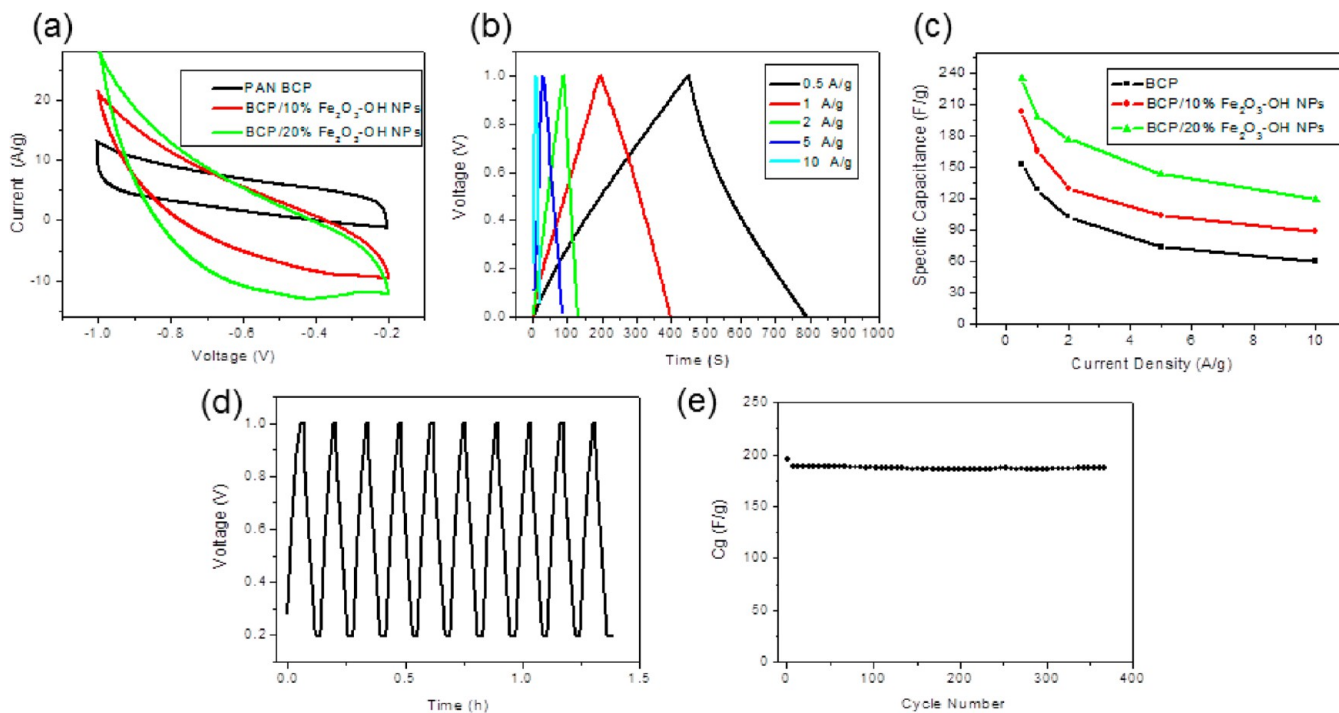 (a)
PAN BCP
BCP/10% Fe₂O₃-OH NPs
BCP/20% Fe₂O₃-OH NPs
Current (A/g)
20
10
0
-10
-1.0 -0.8 -0.6 -0.4 -0.2
Voltage (V)
(b)
0.5 A/g
1 A/g
2 A/g
5 A/g
10 A/g
Voltage (V)
1.0
0.8
0.6
0.4
0.2
0.0
0 100 200 300 400 500 600 700 800 900 1000
Time (S)
(c)
BCP
BCP/10% Fe₂O₃-OH NPs
BCP/20% Fe₂O₃-OH NPs
Specific Capacitance (F/g)
240
210
180
150
120
90
60
30
0
0 2 4 6 8 10
Current Density (A/g)
(d)
Voltage (V)
1.0
0.8
0.6
0.4
0.2
0.0 0.5 1.0 1.5
Time (h)
(e)
Cg (F/g)
250
200
150
100
50
0
0 100 200 300 400
Cycle Number